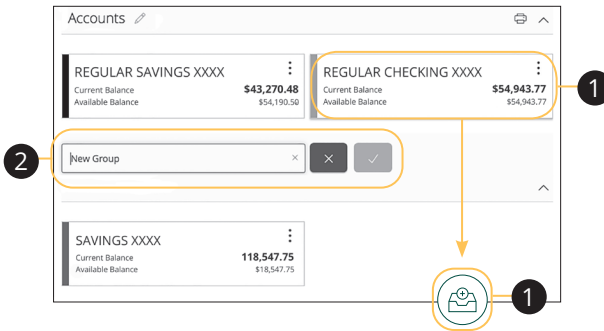 Accounts
REGULAR SAVINGS XXXX
Current Balance $43,270.48
Available Balance $54,190.50
REGULAR CHECKING XXXX
Current Balance $54,943.77
Available Balance $54,943.77
1
2
New Group
SAVINGS XXXX
Current Balance 118,547.75
Available Balance $18,547.75
1